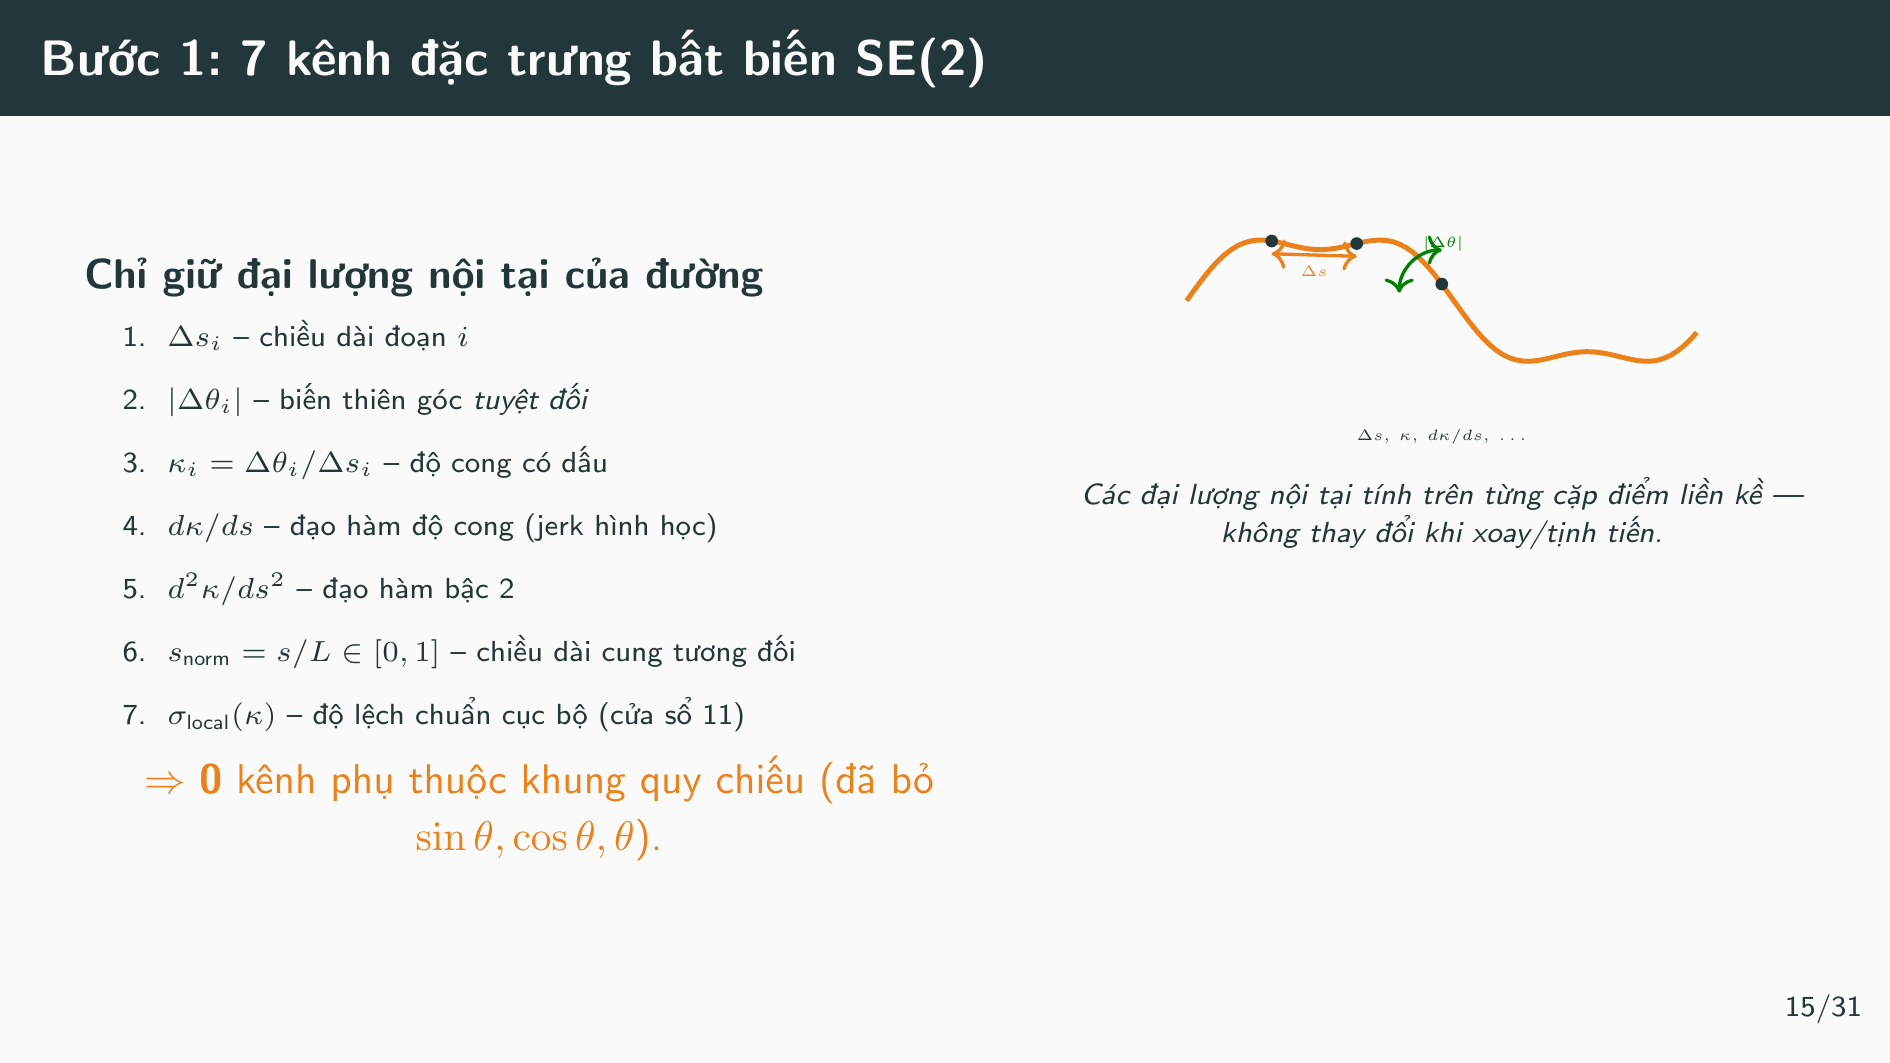 Bước 1: 7 kênh đặc trưng bất biến SE(2)
Chỉ giữ đại lượng nội tại của đường
1. Δsᵢ – chiều dài đoạn i
2. |Δθᵢ| – biến thiên góc tuyệt đối
3. κᵢ = Δθᵢ/Δsᵢ – độ cong có dấu
4. dκ/ds – đạo hàm độ cong (jerk hình học)
5. d²κ/ds² – đạo hàm bậc 2
6. s_norm = s/L ∈ [0, 1] – chiều dài cung tương đối
7. σ_local(κ) – độ lệch chuẩn cục bộ (cửa sổ 11)
⇒ 0 kênh phụ thuộc khung quy chiếu (đã bỏ
sin θ, cos θ, θ).
|Δθ|
Δs
Δs, κ, dκ/ds, ...
Các đại lượng nội tại tính trên từng cặp điểm liền kề —
không thay đổi khi xoay/tịnh tiến.
15/31